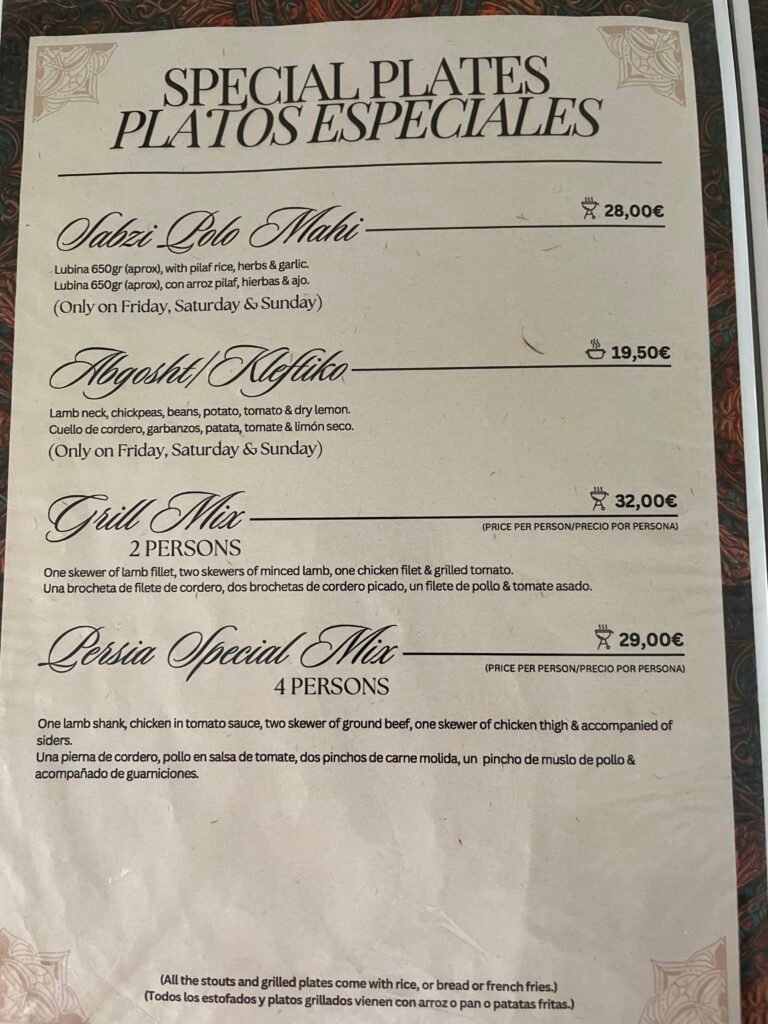 SPECIAL PLATES
PLATOS ESPECIALES
Sabzi Polo Mahi 28,00€
Lubina 650gr (aprox), with pilaf rice, herbs & garlic.
Lubina 650gr (aprox), con arroz pilaf, hierbas & ajo.
(Only on Friday, Saturday & Sunday)
Abgosht/Kleftiko 19,50€
Lamb neck, chickpeas, beans, potato, tomato & dry lemon.
Cuello de cordero, garbanzos, patata, tomate & limón seco.
(Only on Friday, Saturday & Sunday)
Grill Mix 32,00€
2 PERSONS (PRICE PER PERSON/PRECIO POR PERSONA)
One skewer of lamb fillet, two skewers of minced lamb, one chicken filet & grilled tomato.
Una brocheta de filete de cordero, dos brochetas de cordero picado, un filete de pollo & tomate asado.
Persia Special Mix 29,00€
4 PERSONS (PRICE PER PERSON/PRECIO POR PERSONA)
One lamb shank, chicken in tomato sauce, two skewer of ground beef, one skewer of chicken thigh & accompanied of
siders.
Una pierna de cordero, pollo en salsa de tomate, dos pinchos de carne molida, un pincho de muslo de pollo &
acompañado de guarniciones.
(All the stouts and grilled plates come with rice, or bread or french fries.)
(Todos los estofados y platos grillados vienen con arroz o pan o patatas fritas.)